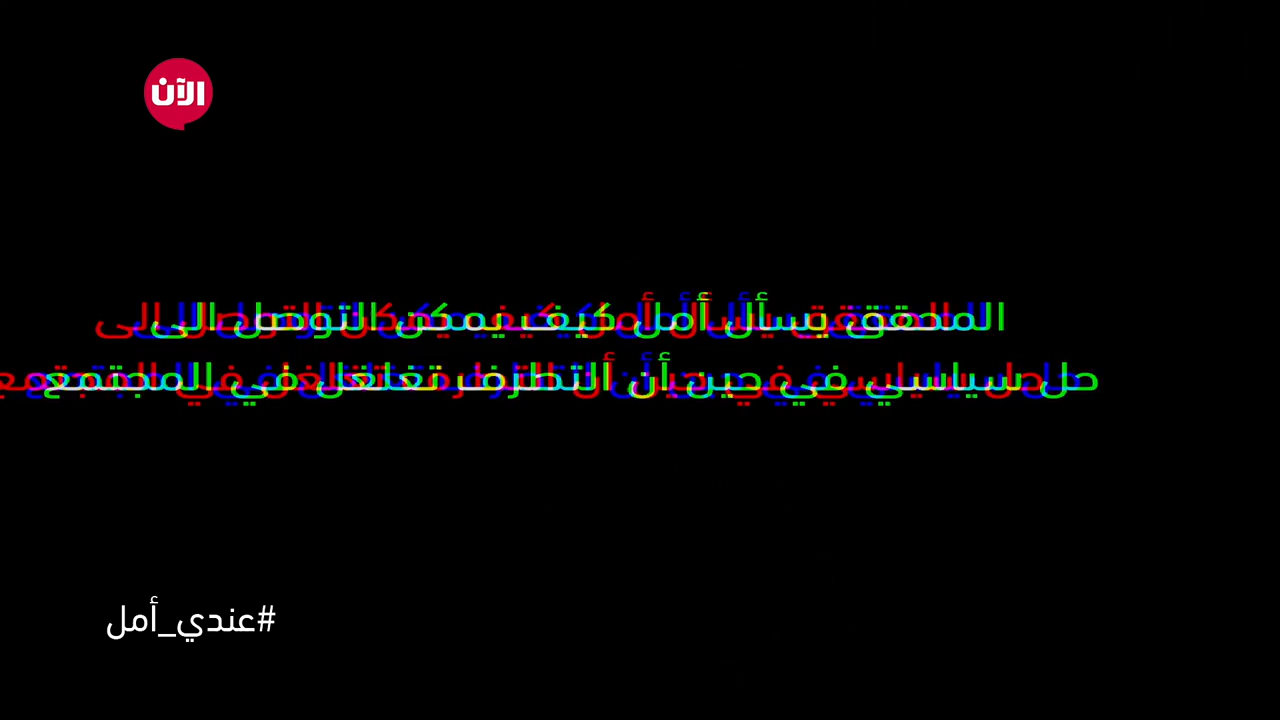 الآن
المحقق يسأل أمل كيف يمكن التوصل الى
حل سياسي في حين أن التطرف تغلغل في المجتمع
#عندي_أمل